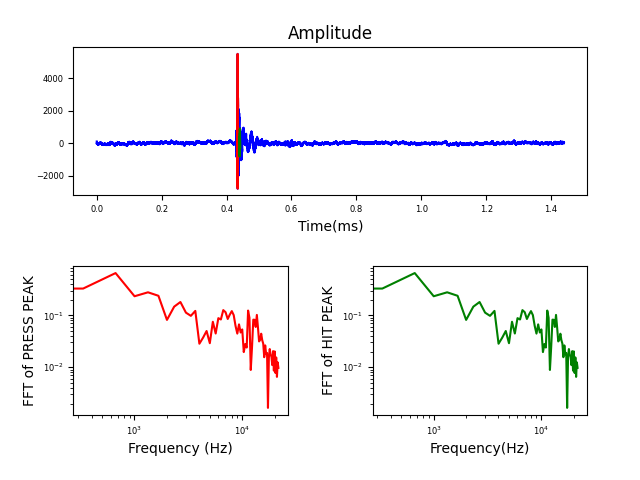 Amplitude
4000
2000
0
−2000
0.0 0.2 0.4 0.6 0.8 1.0 1.2 1.4
Time(ms)
FFT of PRESS PEAK
10⁻¹
10⁻²
10³ 10⁴
Frequency (Hz)
FFT of HIT PEAK
10⁻¹
10⁻²
10³ 10⁴
Frequency(Hz)